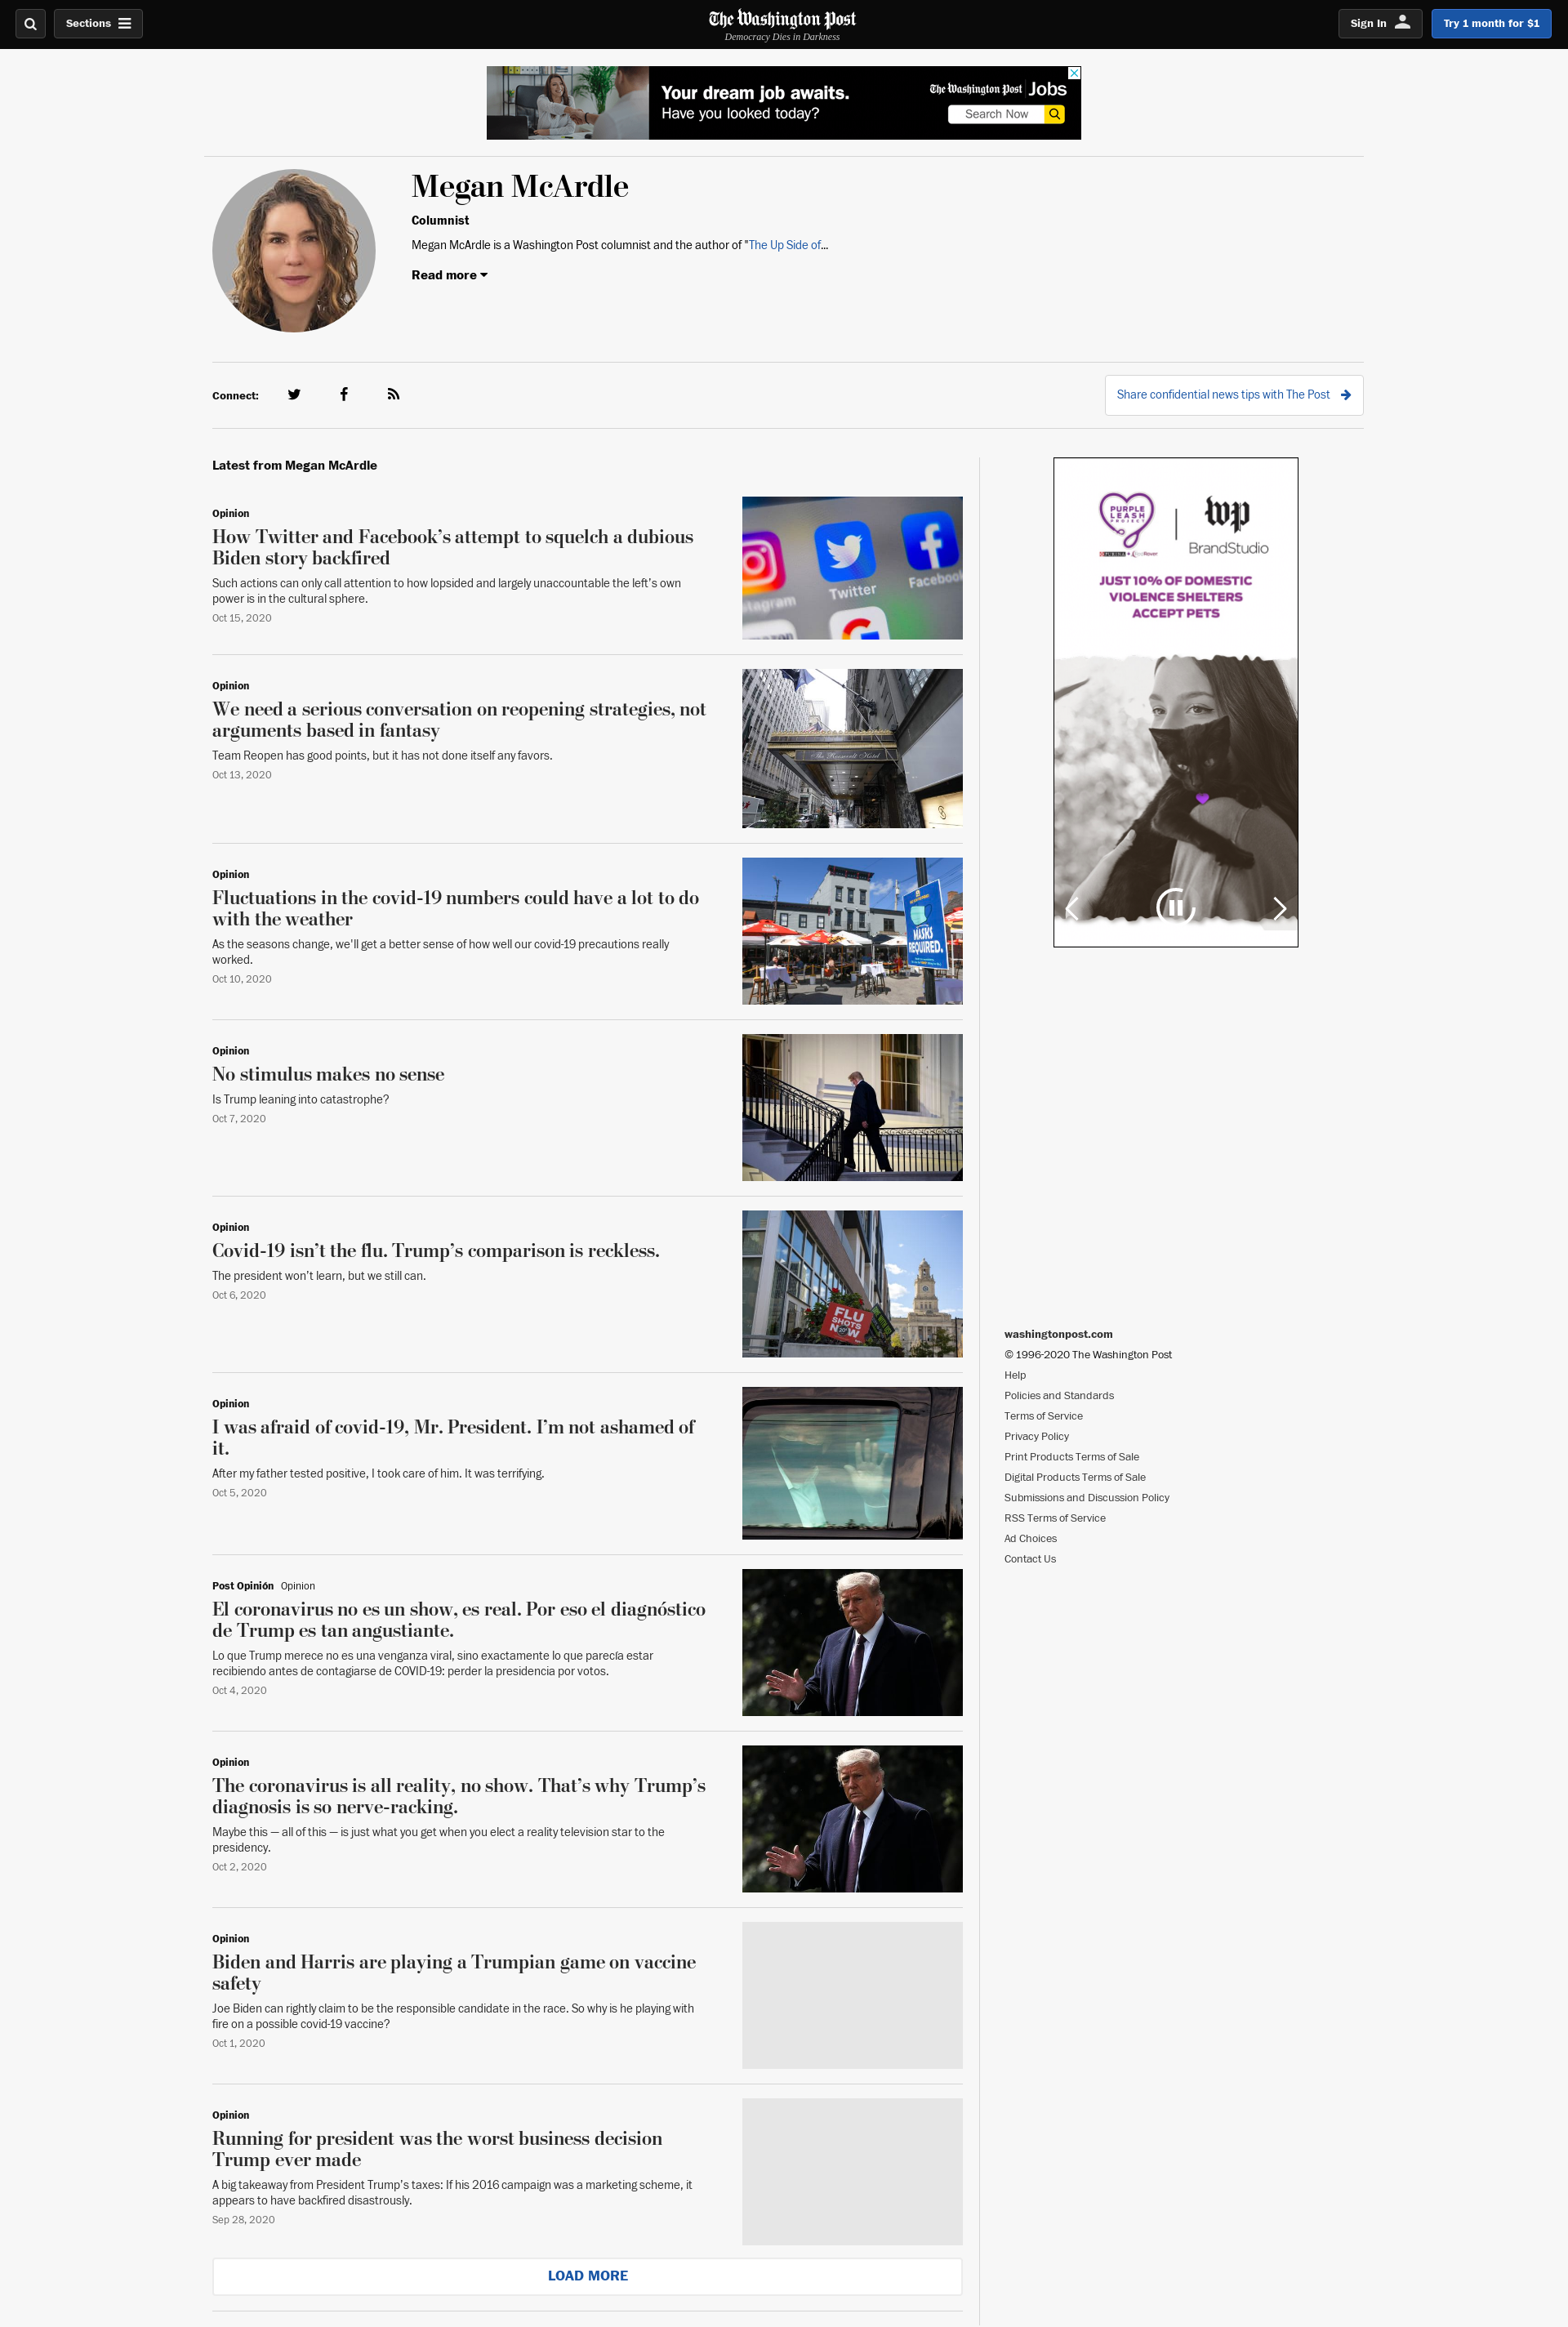 Sections
The Washington Post
Democracy Dies in Darkness
Sign In
Try 1 month for $1
Your dream job awaits.
Have you looked today?
The Washington Post Jobs
Search Now
Megan McArdle
Columnist
Megan McArdle is a Washington Post columnist and the author of "The Up Side of...
Read more
Connect:
Share confidential news tips with The Post
Latest from Megan McArdle
Opinion
How Twitter and Facebook’s attempt to squelch a dubious
Biden story backfired
Such actions can only call attention to how lopsided and largely unaccountable the left’s own
power is in the cultural sphere.
Oct 15, 2020
Instagram
Twitter
Facebook
Opinion
We need a serious conversation on reopening strategies, not
arguments based in fantasy
Team Reopen has good points, but it has not done itself any favors.
Oct 13, 2020
The Roosevelt Hotel
Opinion
Fluctuations in the covid-19 numbers could have a lot to do
with the weather
As the seasons change, we'll get a better sense of how well our covid-19 precautions really
worked.
Oct 10, 2020
MASKS
REQUIRED.
Opinion
No stimulus makes no sense
Is Trump leaning into catastrophe?
Oct 7, 2020
Opinion
Covid-19 isn’t the flu. Trump’s comparison is reckless.
The president won’t learn, but we still can.
Oct 6, 2020
FLU
SHOTS
NOW
Opinion
I was afraid of covid-19, Mr. President. I’m not ashamed of
it.
After my father tested positive, I took care of him. It was terrifying.
Oct 5, 2020
Post Opinión Opinion
El coronavirus no es un show, es real. Por eso el diagnóstico
de Trump es tan angustiante.
Lo que Trump merece no es una venganza viral, sino exactamente lo que parecía estar
recibiendo antes de contagiarse de COVID-19: perder la presidencia por votos.
Oct 4, 2020
Opinion
The coronavirus is all reality, no show. That’s why Trump’s
diagnosis is so nerve-racking.
Maybe this — all of this — is just what you get when you elect a reality television star to the
presidency.
Oct 2, 2020
Opinion
Biden and Harris are playing a Trumpian game on vaccine
safety
Joe Biden can rightly claim to be the responsible candidate in the race. So why is he playing with
fire on a possible covid-19 vaccine?
Oct 1, 2020
Opinion
Running for president was the worst business decision
Trump ever made
A big takeaway from President Trump’s taxes: If his 2016 campaign was a marketing scheme, it
appears to have backfired disastrously.
Sep 28, 2020
LOAD MORE
PURPLE
LEASH
PROJECT
PURINA
wp
BrandStudio
JUST 10% OF DOMESTIC
VIOLENCE SHELTERS
ACCEPT PETS
washingtonpost.com
© 1996-2020 The Washington Post
Help
Policies and Standards
Terms of Service
Privacy Policy
Print Products Terms of Sale
Digital Products Terms of Sale
Submissions and Discussion Policy
RSS Terms of Service
Ad Choices
Contact Us